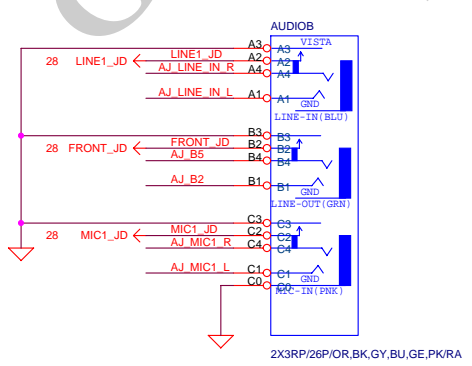 AUDIOB
A3 A3 VISTA
28 LINE1_JD LINE1_JD A2 A2
AJ_LINE_IN_R A4 A4
AJ_LINE_IN_L A1 A1
GND
LINE-IN(BLU)
B3 B3
28 FRONT_JD FRONT_JD B2 B2
AJ_B5 B4 B4
AJ_B2 B1 B1
GND
LINE-OUT(GRN)
C3 C3
28 MIC1_JD MIC1_JD C2 C2
AJ_MIC1_R C4 C4
AJ_MIC1_L C1 C1
GND
C0 C0
MIC-IN(PNK)
2X3RP/26P/OR,BK,GY,BU,GE,PK/RA